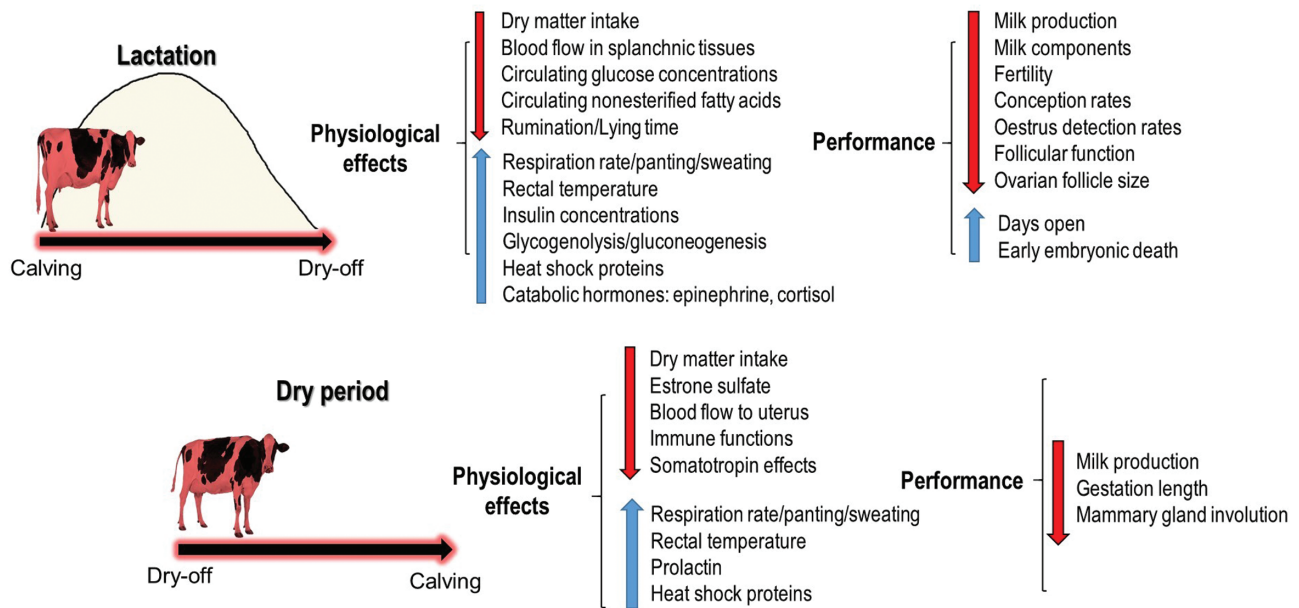 Lactation
Calving
Dry-off
Physiological
effects
Dry matter intake
Blood flow in splanchnic tissues
Circulating glucose concentrations
Circulating nonesterified fatty acids
Rumination/Lying time
Respiration rate/panting/sweating
Rectal temperature
Insulin concentrations
Glycogenolysis/gluconeogenesis
Heat shock proteins
Catabolic hormones: epinephrine, cortisol
Performance
Milk production
Milk components
Fertility
Conception rates
Oestrus detection rates
Follicular function
Ovarian follicle size
Days open
Early embryonic death
Dry period
Dry-off
Calving
Physiological
effects
Dry matter intake
Estrone sulfate
Blood flow to uterus
Immune functions
Somatotropin effects
Respiration rate/panting/sweating
Rectal temperature
Prolactin
Heat shock proteins
Performance
Milk production
Gestation length
Mammary gland involution